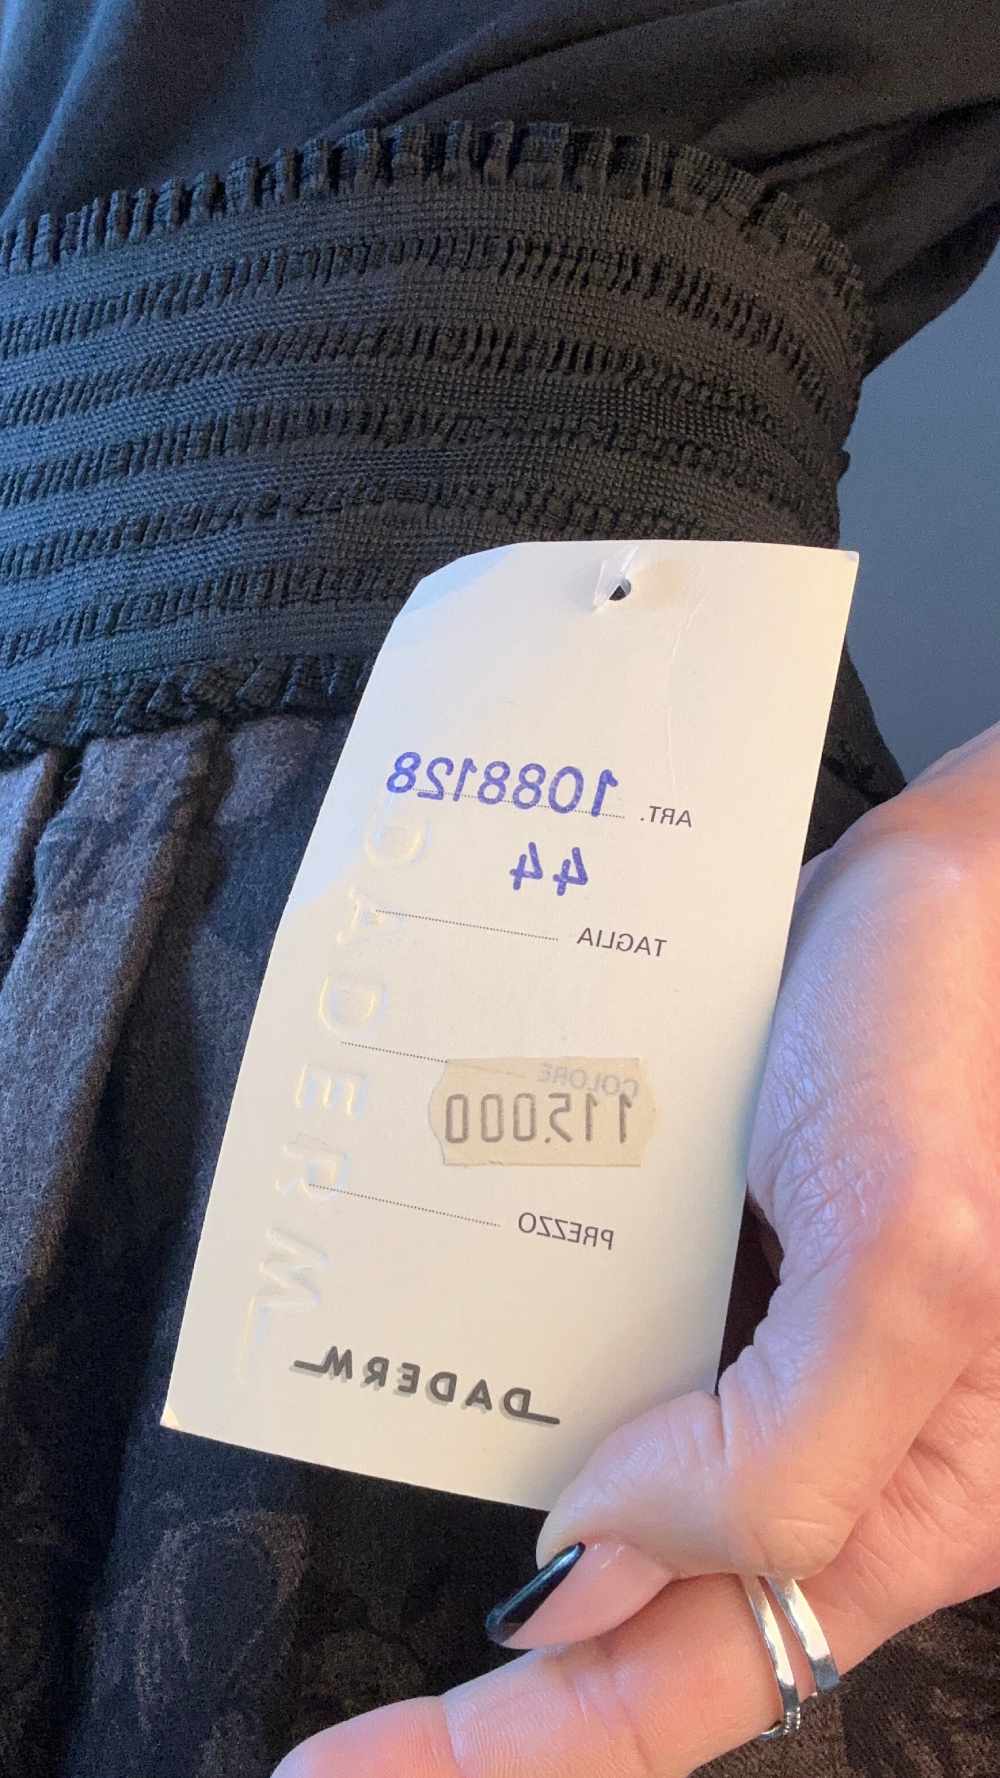 ART. 1088128
44
TAGLIA
COLORE
115.000
PREZZO
DADERM
DADERM